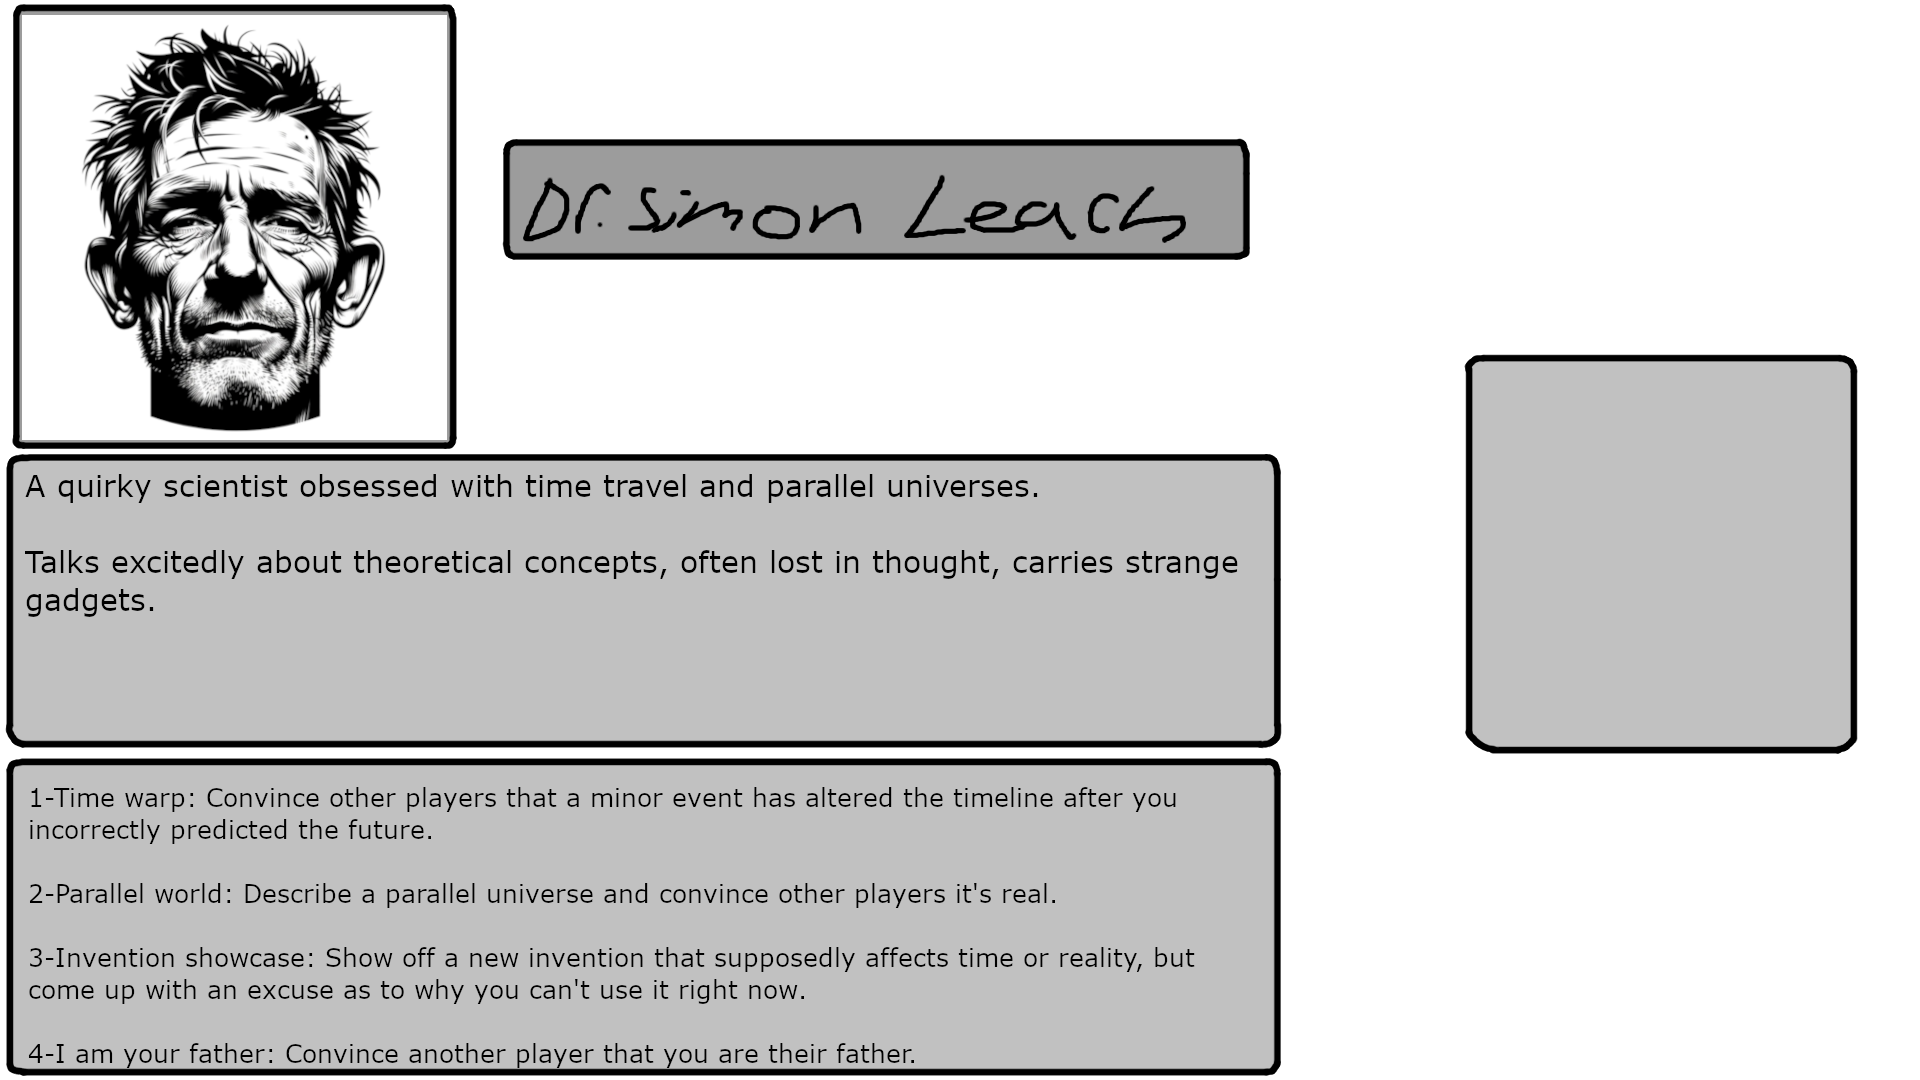 Dr. Simon Leach
A quirky scientist obsessed with time travel and parallel universes.
Talks excitedly about theoretical concepts, often lost in thought, carries strange
gadgets.
1-Time warp: Convince other players that a minor event has altered the timeline after you
incorrectly predicted the future.
2-Parallel world: Describe a parallel universe and convince other players it's real.
3-Invention showcase: Show off a new invention that supposedly affects time or reality, but
come up with an excuse as to why you can't use it right now.
4-I am your father: Convince another player that you are their father.